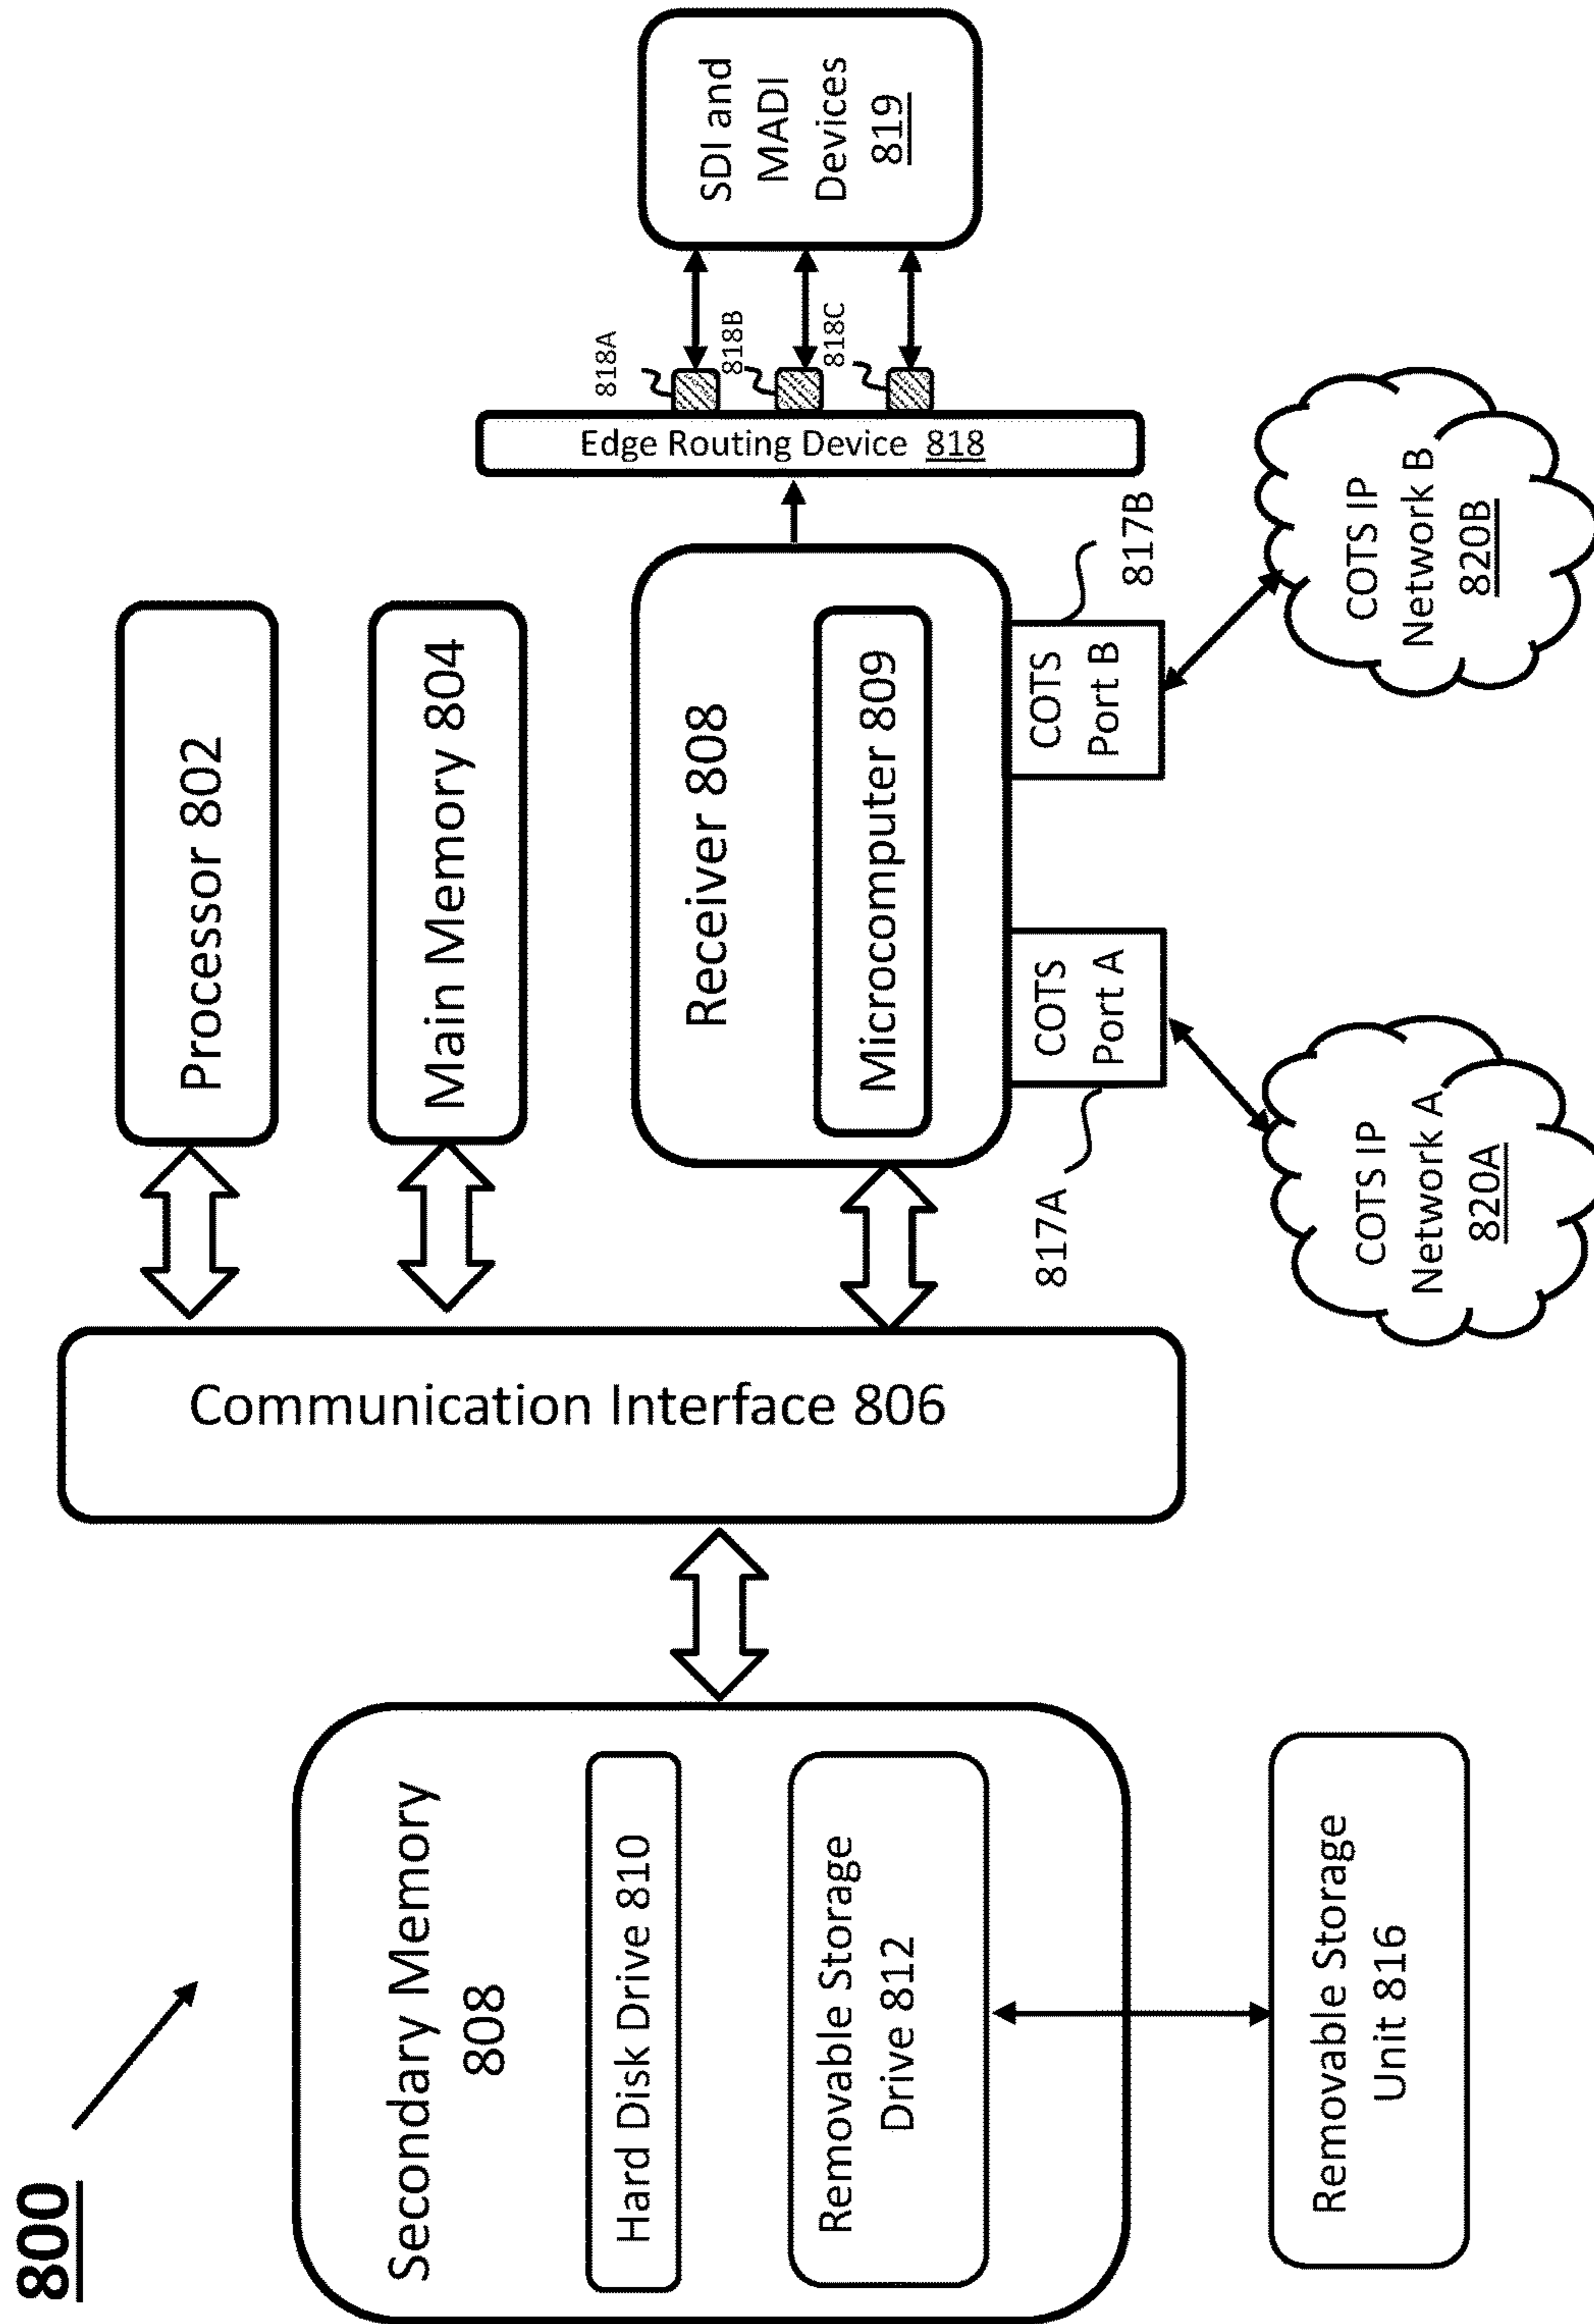 800
Secondary Memory
808
Hard Disk Drive 810
Removable Storage
Drive 812
Removable Storage
Unit 816
Communication Interface 806
Processor 802
Main Memory 804
Receiver 808
Microcomputer 809
817A
COTS
Port A
COTS
Port B
817B
COTS IP
Network A
820A
COTS IP
Network B
820B
Edge Routing Device 818
818A
818B
818C
SDI and
MADI
Devices
819